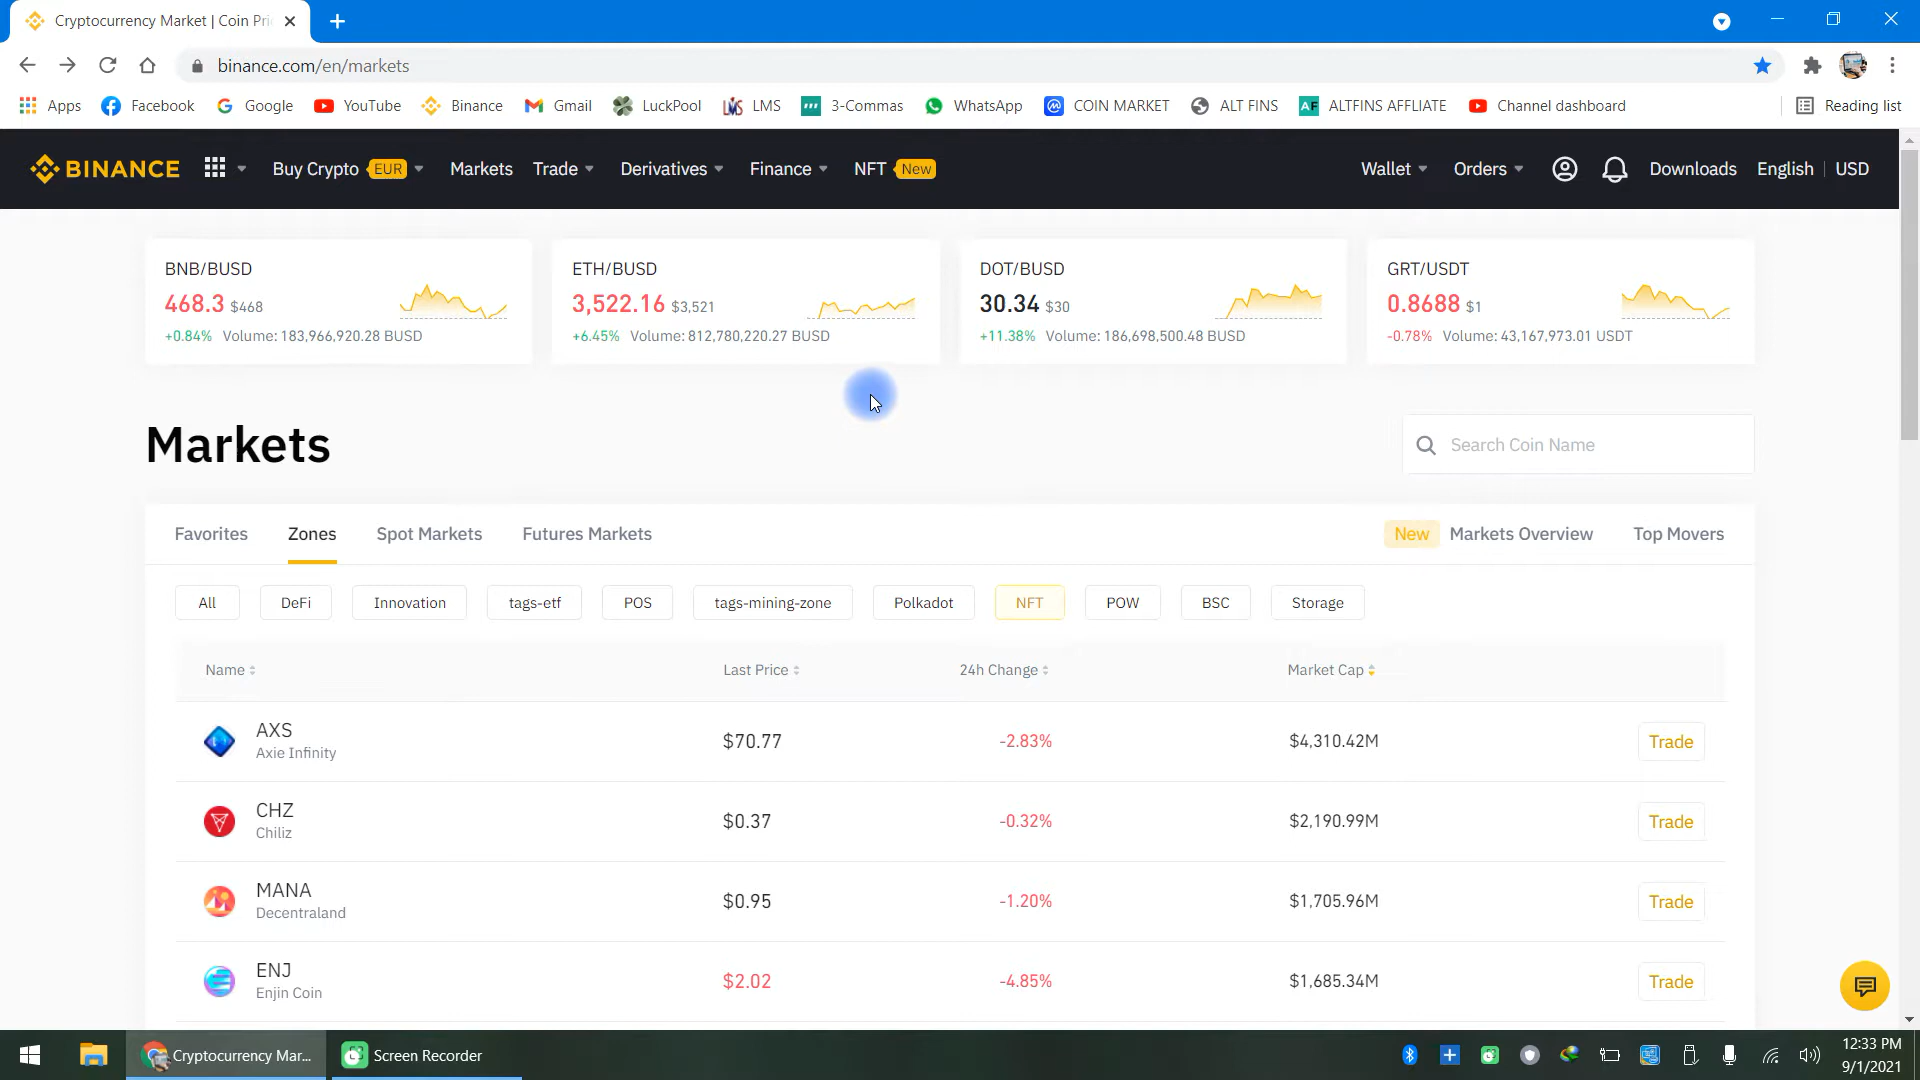 Cryptocurrency Market | Coin Pri
binance.com/en/markets
Apps Facebook Google YouTube Binance Gmail LuckPool LMS 3-Commas WhatsApp COIN MARKET ALT FINS ALTFINS AFFLIATE Channel dashboard Reading list
BINANCE Buy Crypto EUR Markets Trade Derivatives Finance NFT New Wallet Orders Downloads English USD
BNB/BUSD
468.3 $468
+0.84% Volume: 183,966,920.28 BUSD
ETH/BUSD
3,522.16 $3,521
+6.45% Volume: 812,780,220.27 BUSD
DOT/BUSD
30.34 $30
+11.38% Volume: 186,698,500.48 BUSD
GRT/USDT
0.8688 $1
-0.78% Volume: 43,167,973.01 USDT
Markets
Search Coin Name
Favorites Zones Spot Markets Futures Markets New Markets Overview Top Movers
All DeFi Innovation tags-etf POS tags-mining-zone Polkadot NFT POW BSC Storage
Name Last Price 24h Change Market Cap
AXS
Axie Infinity
$70.77 -2.83% $4,310.42M Trade
CHZ
Chiliz
$0.37 -0.32% $2,190.99M Trade
MANA
Decentraland
$0.95 -1.20% $1,705.96M Trade
ENJ
Enjin Coin
$2.02 -4.85% $1,685.34M Trade
Cryptocurrency Mar... Screen Recorder
12:33 PM
9/1/2021